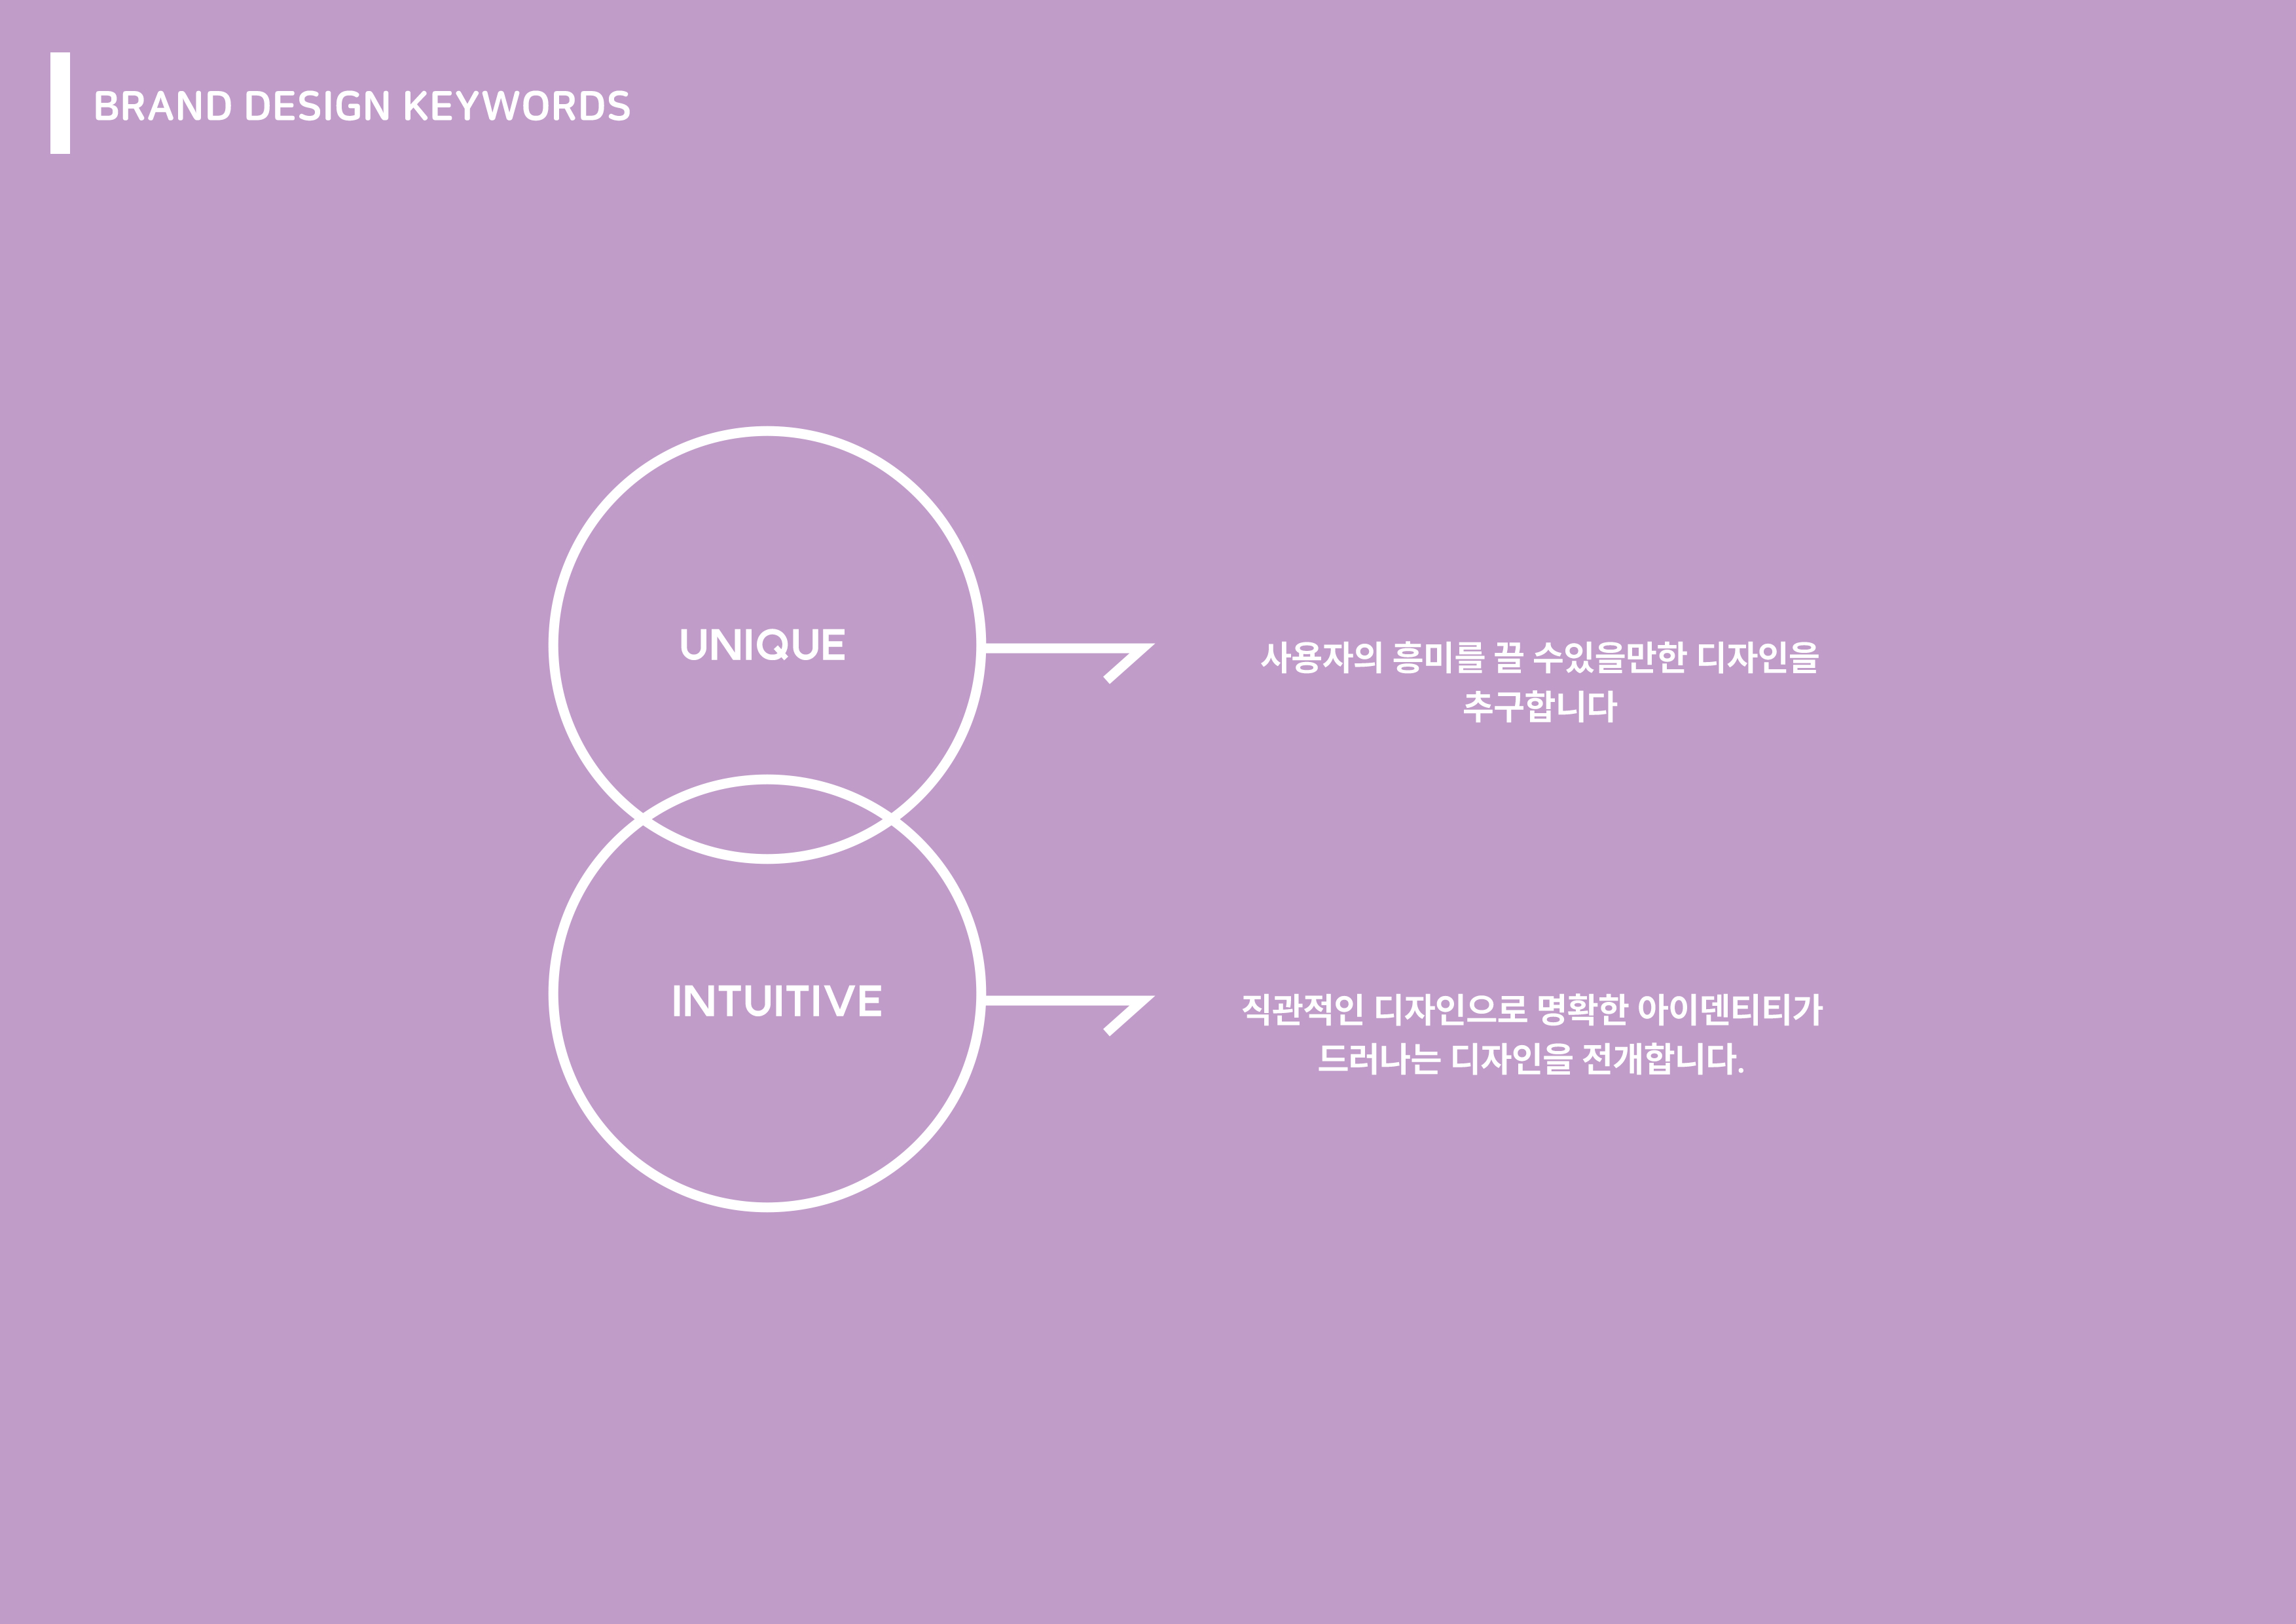 BRAND DESIGN KEYWORDS
UNIQUE
사용자의 흥미를 끌 수있을만한 디자인을
추구합니다
INTUITIVE
직관적인 디자인으로 명확한 아이덴티티가
드러나는 디자인를 전개합니다.